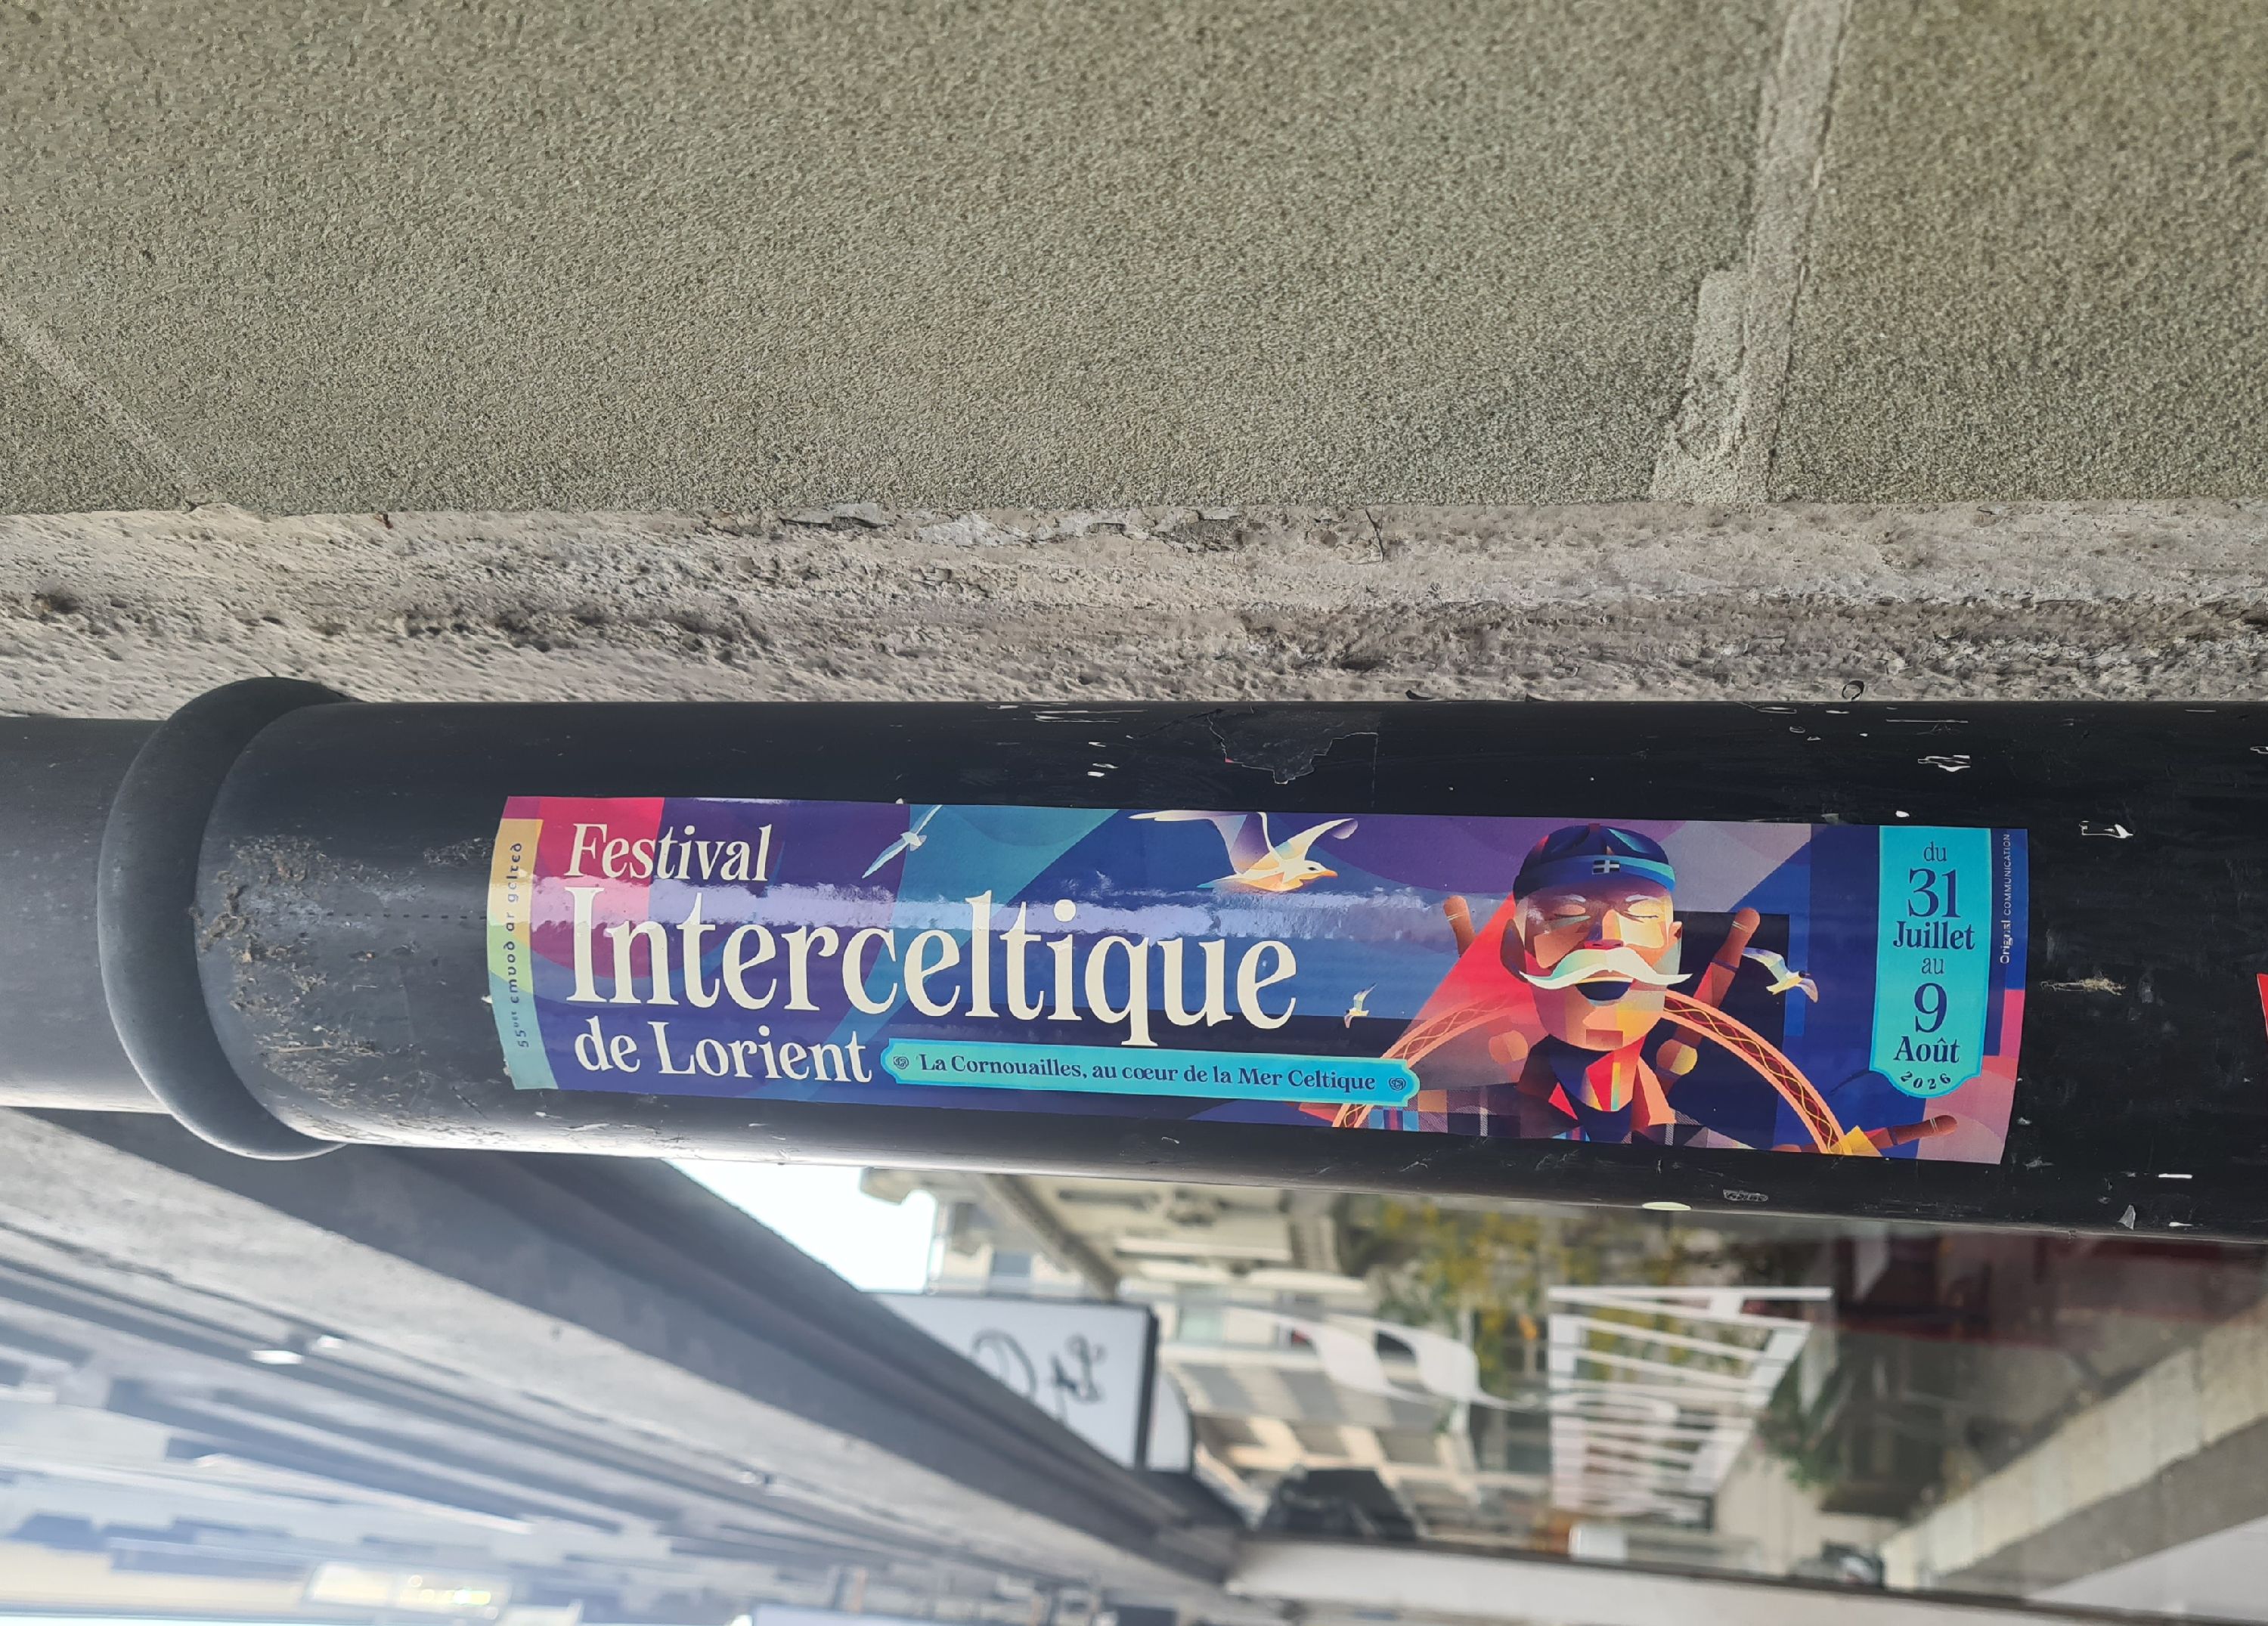 55vet emvod ar gelted
Festival
Interceltique
de Lorient
La Cornouailles, au cœur de la Mer Celtique
du
31
Juillet
au
9
Août
2026
Original COMMUNICATION